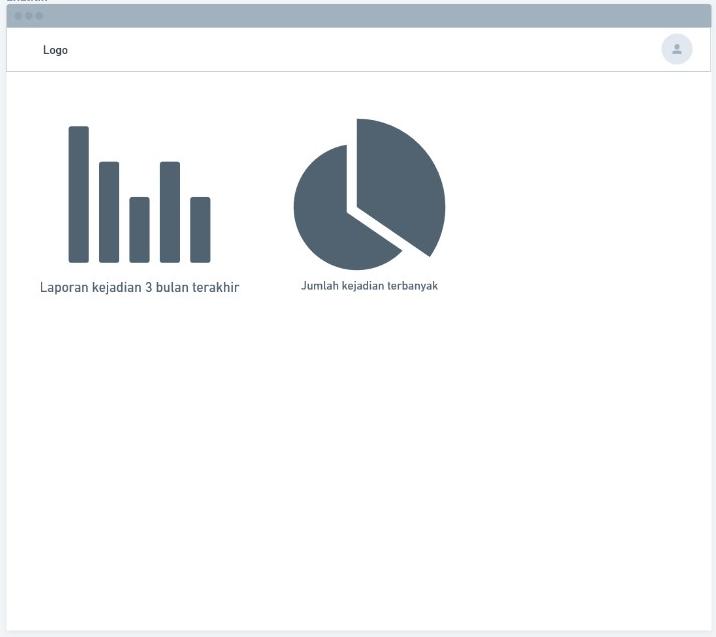 Logo
Laporan kejadian 3 bulan terakhir
Jumlah kejadian terbanyak